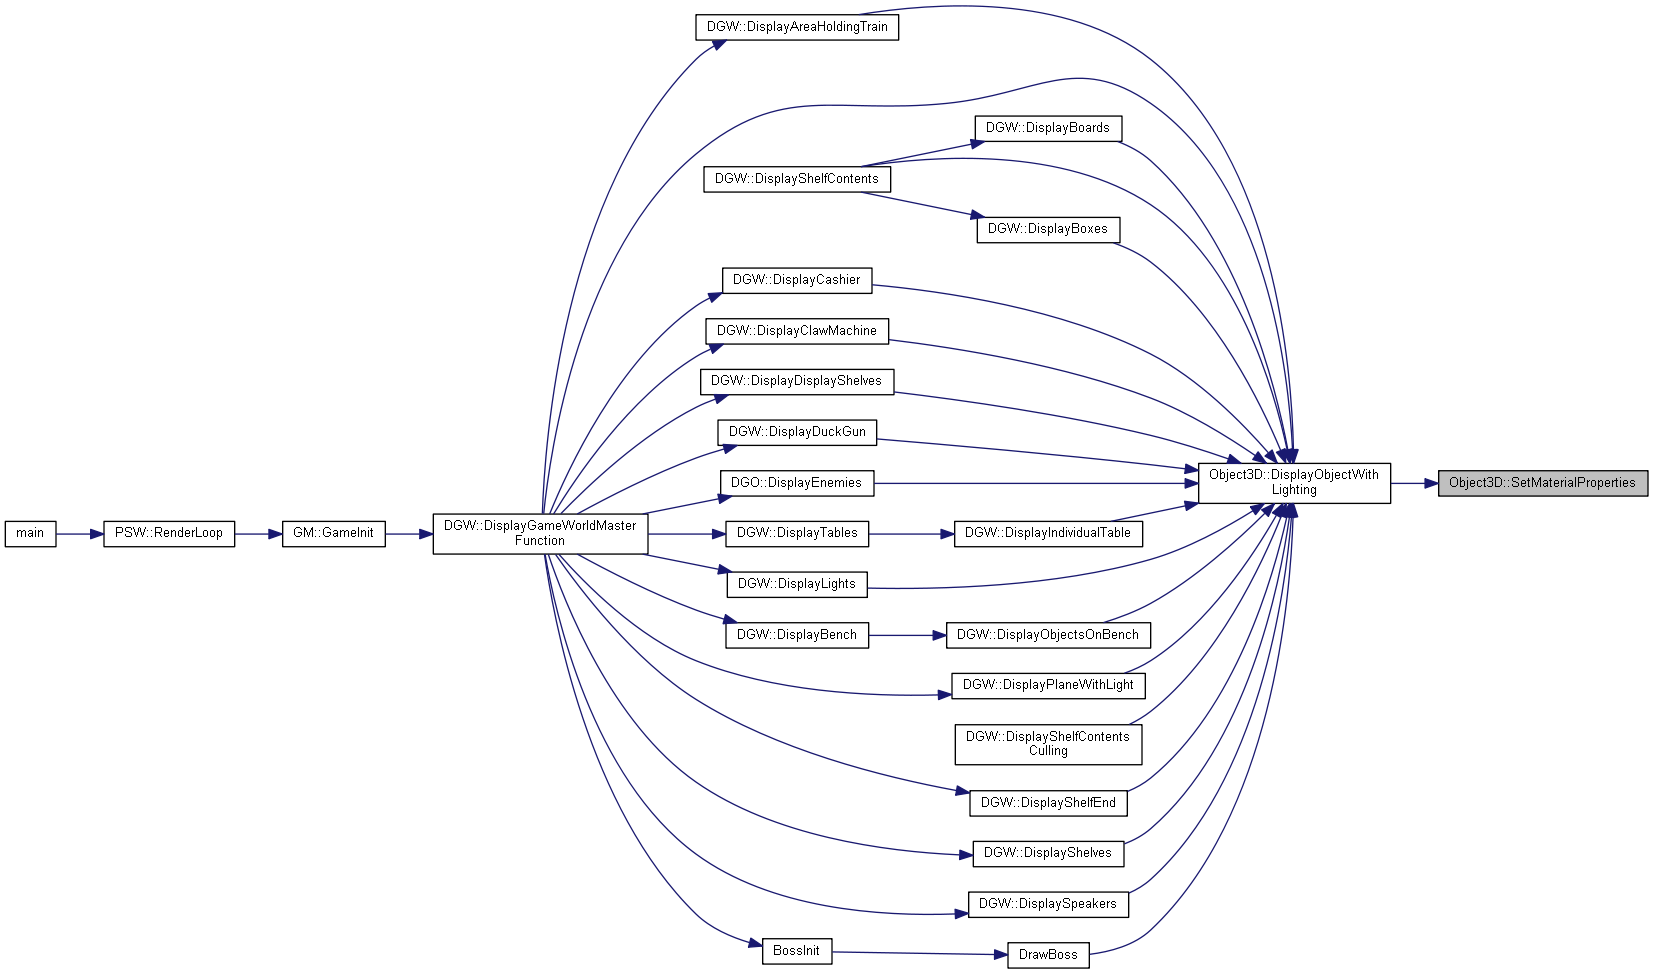 DGW::DisplayAreaHoldingTrain
DGW::DisplayBoards
DGW::DisplayShelfContents
DGW::DisplayBoxes
DGW::DisplayCashier
DGW::DisplayClawMachine
DGW::DisplayDisplayShelves
DGW::DisplayDuckGun
Object3D::DisplayObjectWith
Lighting
Object3D::SetMaterialProperties
DGO::DisplayEnemies
main
PSW::RenderLoop
GM::GameInit
DGW::DisplayGameWorldMaster
Function
DGW::DisplayTables
DGW::DisplayIndividualTable
DGW::DisplayLights
DGW::DisplayBench
DGW::DisplayObjectsOnBench
DGW::DisplayPlaneWithLight
DGW::DisplayShelfContents
Culling
DGW::DisplayShelfEnd
DGW::DisplayShelves
DGW::DisplaySpeakers
BossInit
DrawBoss